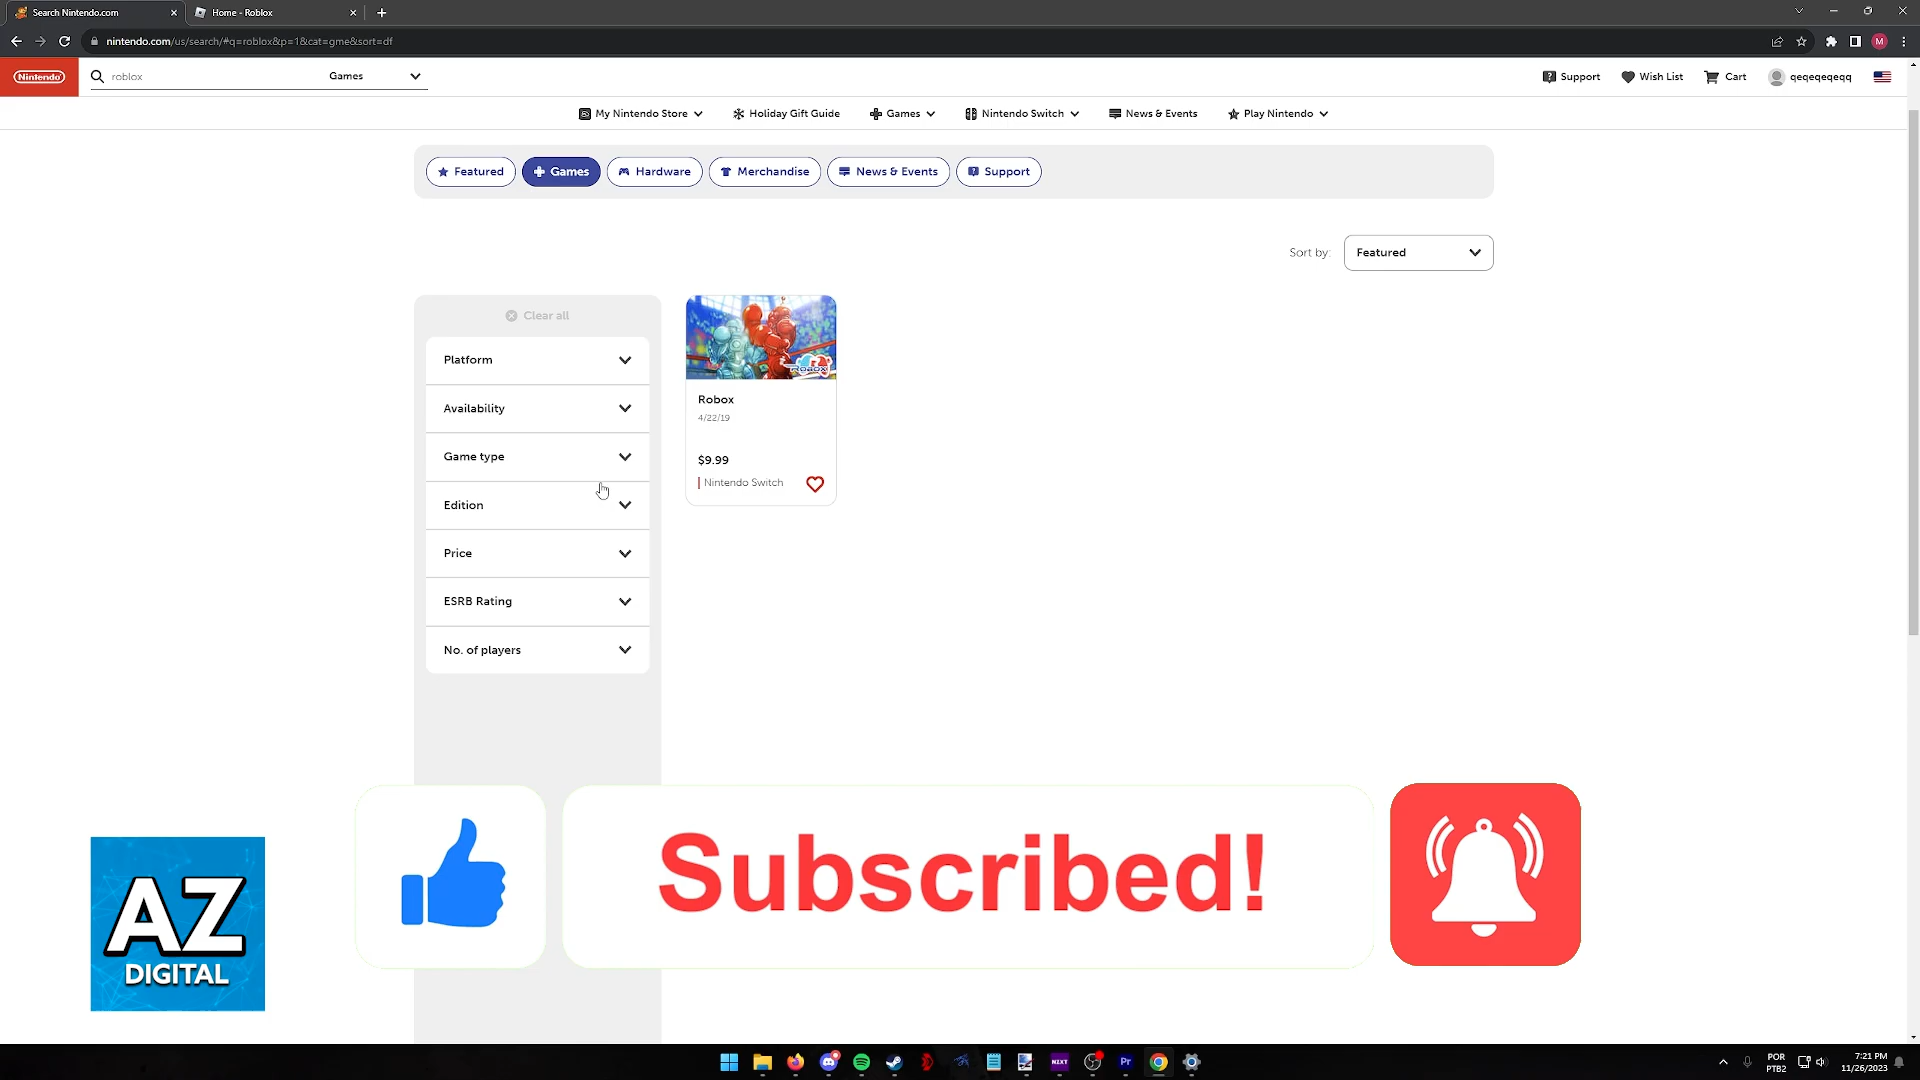 Search Nintendo.com
Home - Roblox
nintendo.com/us/search/#q=roblox&p=1&cat=gme&sort=df
M
Nintendo
roblox
Games
Support
Wish List
Cart
qeqeqeqeqq
My Nintendo Store
Holiday Gift Guide
Games
Nintendo Switch
News & Events
Play Nintendo
Featured
Games
Hardware
Merchandise
News & Events
Support
Sort by:
Featured
Clear all
Platform
Availability
Game type
Edition
Price
ESRB Rating
No. of players
ROBOX
Robox
4/22/19
$9.99
Nintendo Switch
Subscribed!
AZ
DIGITAL
NZXT
Pr
POR
PTB2
7:21 PM
11/26/2023